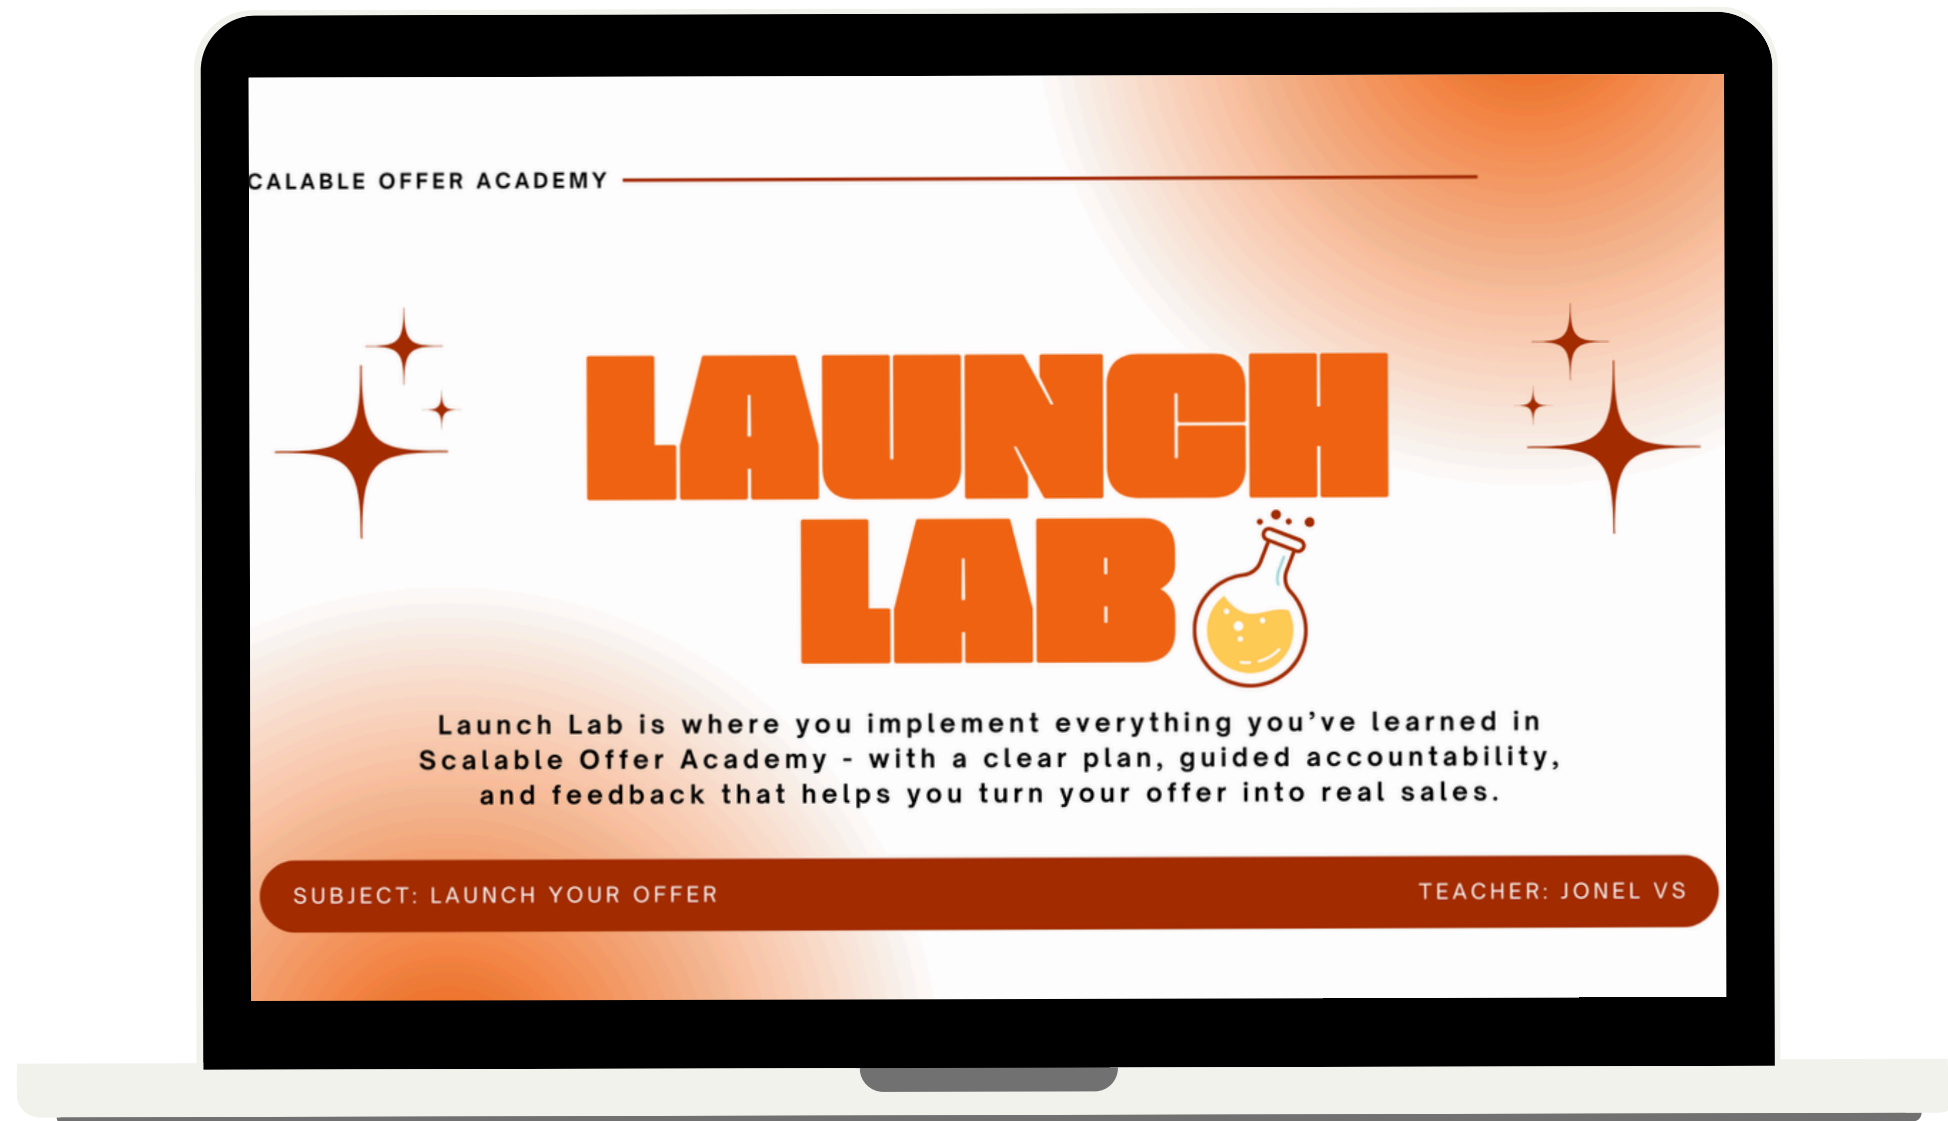 CALABLE OFFER ACADEMY
LAUNCH
LAB
Launch Lab is where you implement everything you’ve learned in
Scalable Offer Academy - with a clear plan, guided accountability,
and feedback that helps you turn your offer into real sales.
SUBJECT: LAUNCH YOUR OFFER
TEACHER: JONEL VS